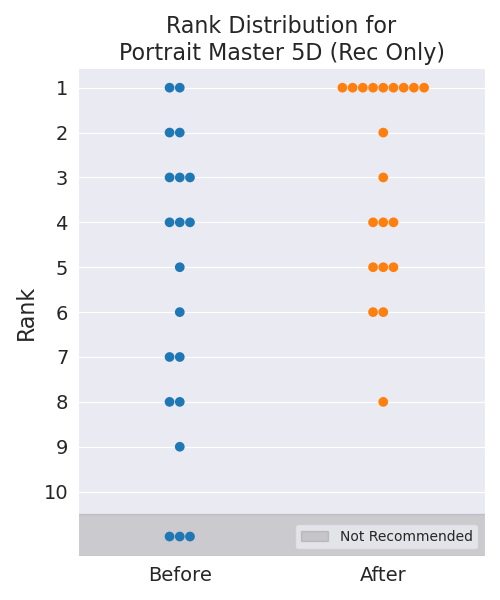 Rank Distribution for
Portrait Master 5D (Rec Only)
Rank
1
2
3
4
5
6
7
8
9
10
Not Recommended
Before
After